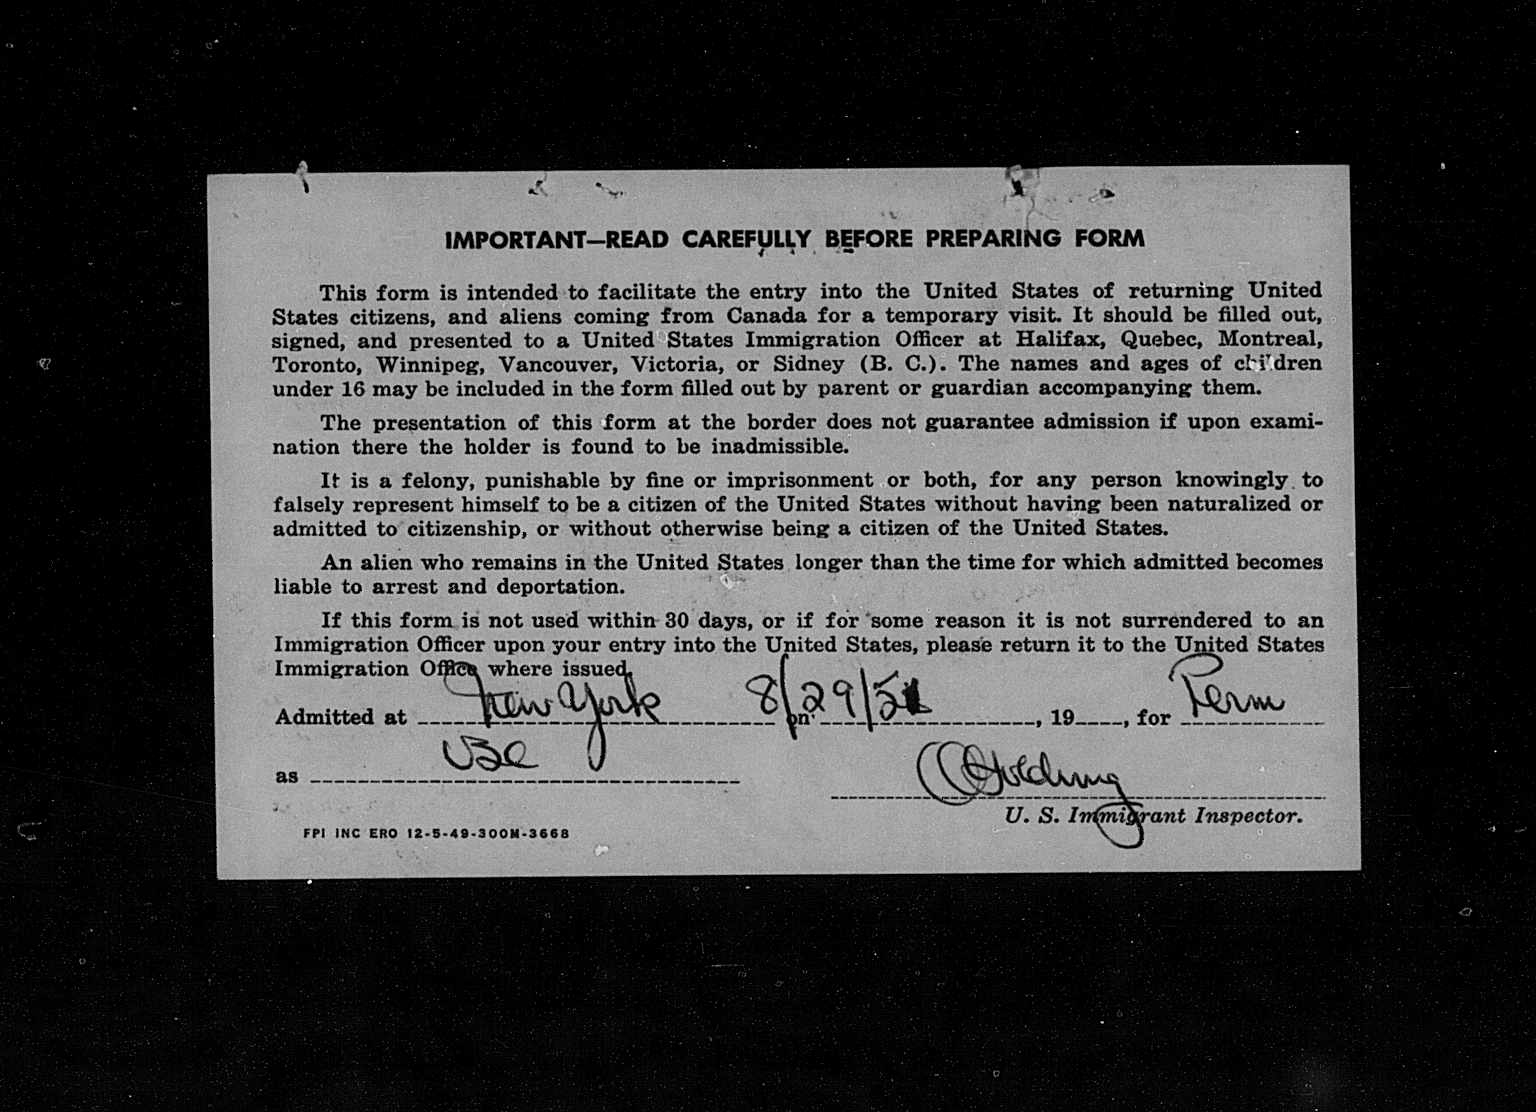 IMPORTANT—READ CAREFULLY BEFORE PREPARING FORM
This form is intended to facilitate the entry into the United States of returning United
States citizens, and aliens coming from Canada for a temporary visit. It should be filled out,
signed, and presented to a United States Immigration Officer at Halifax, Quebec, Montreal,
Toronto, Winnipeg, Vancouver, Victoria, or Sidney (B. C.). The names and ages of children
under 16 may be included in the form filled out by parent or guardian accompanying them.
The presentation of this form at the border does not guarantee admission if upon exami-
nation there the holder is found to be inadmissible.
It is a felony, punishable by fine or imprisonment or both, for any person knowingly to
falsely represent himself to be a citizen of the United States without having been naturalized or
admitted to citizenship, or without otherwise being a citizen of the United States.
An alien who remains in the United States longer than the time for which admitted becomes
liable to arrest and deportation.
If this form is not used within 30 days, or if for some reason it is not surrendered to an
Immigration Officer upon your entry into the United States, please return it to the United States
Immigration Office where issued.
Admitted at New York on 8/29/51, 19____, for Perm
as USC
Golding
U. S. Immigrant Inspector.
FPI INC ERO 12-5-49-300M-3668